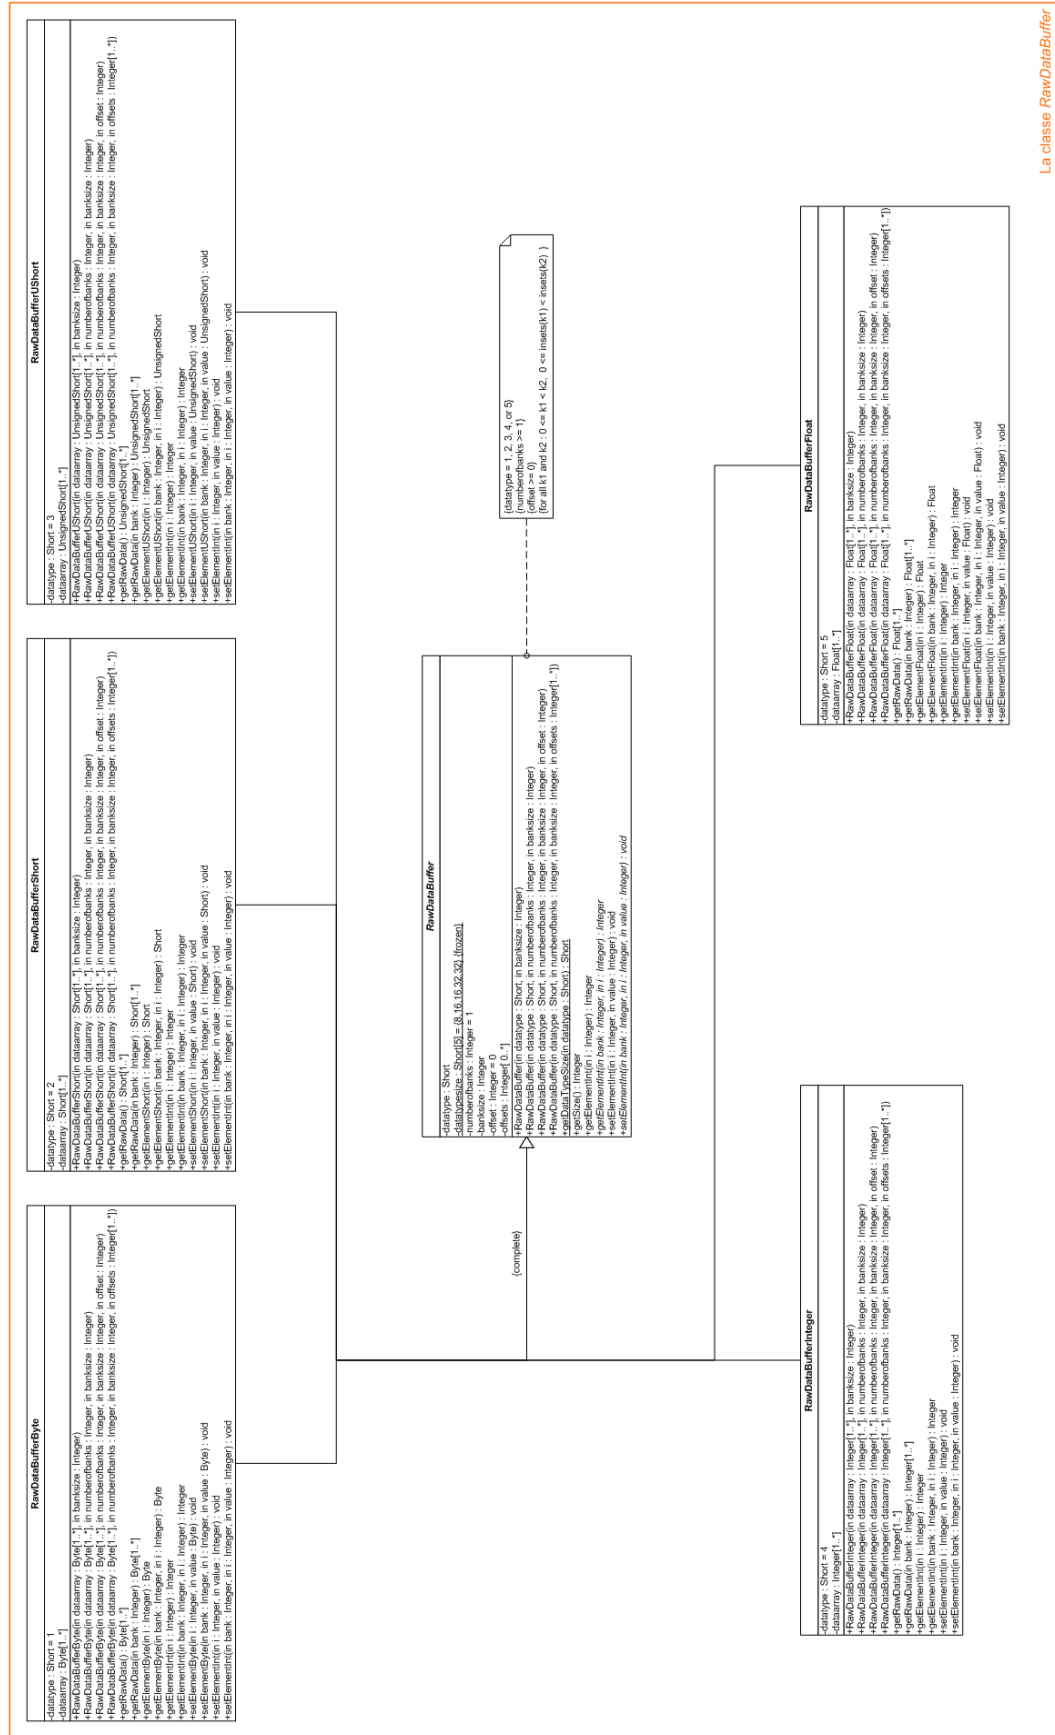 RawDataBufferByte
-datatype : Short = 1
-dataarray : Byte[1..*]
+RawDataBufferByte(in dataarray : Byte[1..*], in banksize : Integer)
+RawDataBufferByte(in dataarray : Byte[1..*], in numberofbanks : Integer, in banksize : Integer)
+RawDataBufferByte(in dataarray : Byte[1..*], in numberofbanks : Integer, in banksize : Integer, in offset : Integer)
+RawDataBufferByte(in dataarray : Byte[1..*], in numberofbanks : Integer, in banksize : Integer, in offsets : Integer[1..*])
+getRawData() : Byte[1..*]
+getRawData(in bank : Integer) : Byte[1..*]
+getElementByte(in i : Integer) : Byte
+getElementByte(in bank : Integer, in i : Integer) : Byte
+getElementInt(in i : Integer) : Integer
+getElementInt(in bank : Integer, in i : Integer) : Integer
+setElementByte(in i : Integer, in value : Byte) : void
+setElementByte(in bank : Integer, in i : Integer, in value : Byte) : void
+setElementInt(in i : Integer, in value : Integer) : void
+setElementInt(in bank : Integer, in i : Integer, in value : Integer) : void
RawDataBufferShort
-datatype : Short = 2
-dataarray : Short[1..*]
+RawDataBufferShort(in dataarray : Short[1..*], in banksize : Integer)
+RawDataBufferShort(in dataarray : Short[1..*], in numberofbanks : Integer, in banksize : Integer)
+RawDataBufferShort(in dataarray : Short[1..*], in numberofbanks : Integer, in banksize : Integer, in offset : Integer)
+RawDataBufferShort(in dataarray : Short[1..*], in numberofbanks : Integer, in banksize : Integer, in offsets : Integer[1..*])
+getRawData() : Short[1..*]
+getRawData(in bank : Integer) : Short[1..*]
+getElementShort(in i : Integer) : Short
+getElementShort(in bank : Integer, in i : Integer) : Short
+getElementInt(in i : Integer) : Integer
+getElementInt(in bank : Integer, in i : Integer) : Integer
+setElementShort(in i : Integer, in value : Short) : void
+setElementShort(in bank : Integer, in i : Integer, in value : Short) : void
+setElementInt(in i : Integer, in value : Integer) : void
+setElementInt(in bank : Integer, in i : Integer, in value : Integer) : void
RawDataBufferUShort
-datatype : Short = 3
-dataarray : UnsignedShort[1..*]
+RawDataBufferUShort(in dataarray : UnsignedShort[1..*], in banksize : Integer)
+RawDataBufferUShort(in dataarray : UnsignedShort[1..*], in numberofbanks : Integer, in banksize : Integer)
+RawDataBufferUShort(in dataarray : UnsignedShort[1..*], in numberofbanks : Integer, in banksize : Integer, in offset : Integer)
+RawDataBufferUShort(in dataarray : UnsignedShort[1..*], in numberofbanks : Integer, in banksize : Integer, in offsets : Integer[1..*])
+getRawData() : UnsignedShort[1..*]
+getRawData(in bank : Integer) : UnsignedShort[1..*]
+getElementUShort(in i : Integer) : UnsignedShort
+getElementUShort(in bank : Integer, in i : Integer) : UnsignedShort
+getElementInt(in i : Integer) : Integer
+getElementInt(in bank : Integer, in i : Integer) : Integer
+setElementUShort(in i : Integer, in value : UnsignedShort) : void
+setElementUShort(in bank : Integer, in i : Integer, in value : UnsignedShort) : void
+setElementInt(in i : Integer, in value : Integer) : void
+setElementInt(in bank : Integer, in i : Integer, in value : Integer) : void
{complete}
RawDataBuffer
-datatype : Short
-datatypesize : Short[5] = {8,16,16,32,32} {frozen}
-numberofbanks : Integer = 1
-banksize : Integer
-offset : Integer = 0
-offsets : Integer[ 0..*]
+RawDataBuffer(in datatype : Short, in banksize : Integer)
+RawDataBuffer(in datatype : Short, in numberofbanks : Integer, in banksize : Integer)
+RawDataBuffer(in datatype : Short, in numberofbanks : Integer, in banksize : Integer, in offset : Integer)
+RawDataBuffer(in datatype : Short, in numberofbanks : Integer, in banksize : Integer, in offsets : Integer[1..*])
+getDataTypeSize(in datatype : Short) : Short
+getSize() : Integer
+getElementInt(in i : Integer) : Integer
+getElementInt(in bank : Integer, in i : Integer) : Integer
+setElementInt(in i : Integer, in value : Integer) : void
+setElementInt(in bank : Integer, in i : Integer, in value : Integer) : void
{datatype = 1, 2, 3, 4, or 5}
{numberofbanks >= 1}
{offset >= 0}
{for all k1 and k2 : 0 <= k1 < k2, 0 <= insets(k1) < insets(k2) }
RawDataBufferInteger
-datatype : Short = 4
-dataarray : Integer[1..*]
+RawDataBufferInteger(in dataarray : Integer[1..*], in banksize : Integer)
+RawDataBufferInteger(in dataarray : Integer[1..*], in numberofbanks : Integer, in banksize : Integer)
+RawDataBufferInteger(in dataarray : Integer[1..*], in numberofbanks : Integer, in banksize : Integer, in offset : Integer)
+RawDataBufferInteger(in dataarray : Integer[1..*], in numberofbanks : Integer, in banksize : Integer, in offsets : Integer[1..*])
+getRawData() : Integer[1..*]
+getRawData(in bank : Integer) : Integer[1..*]
+getElementInt(in i : Integer) : Integer
+getElementInt(in bank : Integer, in i : Integer) : Integer
+setElementInt(in i : Integer, in value : Integer) : void
+setElementInt(in bank : Integer, in i : Integer, in value : Integer) : void
RawDataBufferFloat
-datatype : Short = 5
-dataarray : Float[1..*]
+RawDataBufferFloat(in dataarray : Float[1..*], in banksize : Integer)
+RawDataBufferFloat(in dataarray : Float[1..*], in numberofbanks : Integer, in banksize : Integer)
+RawDataBufferFloat(in dataarray : Float[1..*], in numberofbanks : Integer, in banksize : Integer, in offset : Integer)
+RawDataBufferFloat(in dataarray : Float[1..*], in numberofbanks : Integer, in banksize : Integer, in offsets : Integer[1..*])
+getRawData() : Float[1..*]
+getRawData(in bank : Integer) : Float[1..*]
+getElementFloat(in i : Integer) : Float
+getElementFloat(in bank : Integer, in i : Integer) : Float
+getElementInt(in i : Integer) : Integer
+getElementInt(in bank : Integer, in i : Integer) : Integer
+setElementFloat(in i : Integer, in value : Float) : void
+setElementFloat(in bank : Integer, in i : Integer, in value : Float) : void
+setElementInt(in i : Integer, in value : Integer) : void
+setElementInt(in bank : Integer, in i : Integer, in value : Integer) : void
La classe RawDataBuffer